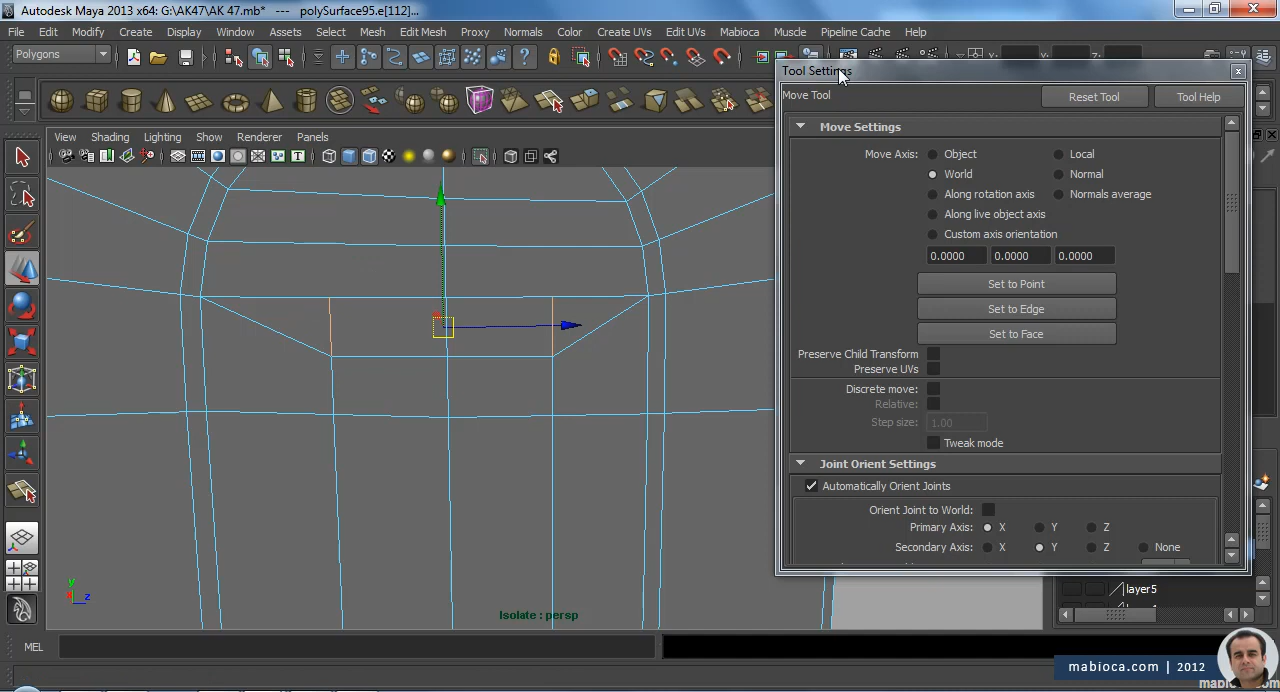 Autodesk Maya 2013 x64: G:\AK47\AK 47.mb* --- polySurface95.e[112]...
File Edit Modify Create Display Window Assets Select Mesh Edit Mesh Proxy Normals Color Create UVs Edit UVs Mabioca Muscle Pipeline Cache Help
Polygons
Tool Settings
Move Tool
Reset Tool
Tool Help
View Shading Lighting Show Renderer Panels
Move Settings
Move Axis: Object Local
World Normal
Along rotation axis Normals average
Along live object axis
Custom axis orientation
0.0000 0.0000 0.0000
Set to Point
Set to Edge
Set to Face
Preserve Child Transform
Preserve UVs
Discrete move:
Relative:
Step size: 1.00
Tweak mode
Joint Orient Settings
Automatically Orient Joints
Orient Joint to World:
Primary Axis: X Y Z
Secondary Axis: X Y Z None
y
x z
Isolate : persp
layer5
MEL
mabioca.com | 2012